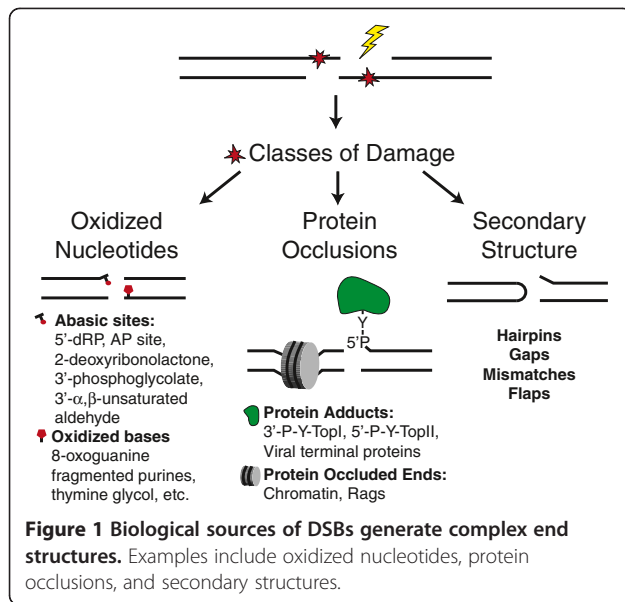 Classes of Damage
Oxidized
Nucleotides
Abasic sites:
5'-dRP, AP site,
2-deoxyribonolactone,
3'-phosphoglycolate,
3'-α,β-unsaturated
aldehyde
Oxidized bases
8-oxoguanine
fragmented purines,
thymine glycol, etc.
Protein
Occlusions
Y
5'P
Protein Adducts:
3'-P-Y-TopI, 5'-P-Y-TopII,
Viral terminal proteins
Protein Occluded Ends:
Chromatin, Rags
Secondary
Structure
Hairpins
Gaps
Mismatches
Flaps
Figure 1 Biological sources of DSBs generate complex end
structures. Examples include oxidized nucleotides, protein
occlusions, and secondary structures.